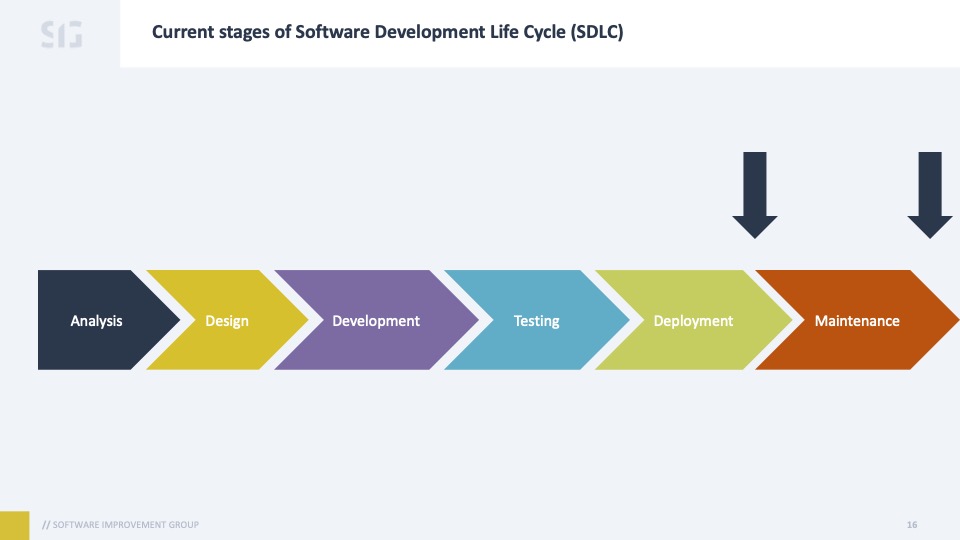 SIG
Current stages of Software Development Life Cycle (SDLC)
Analysis
Design
Development
Testing
Deployment
Maintenance
// SOFTWARE IMPROVEMENT GROUP
16